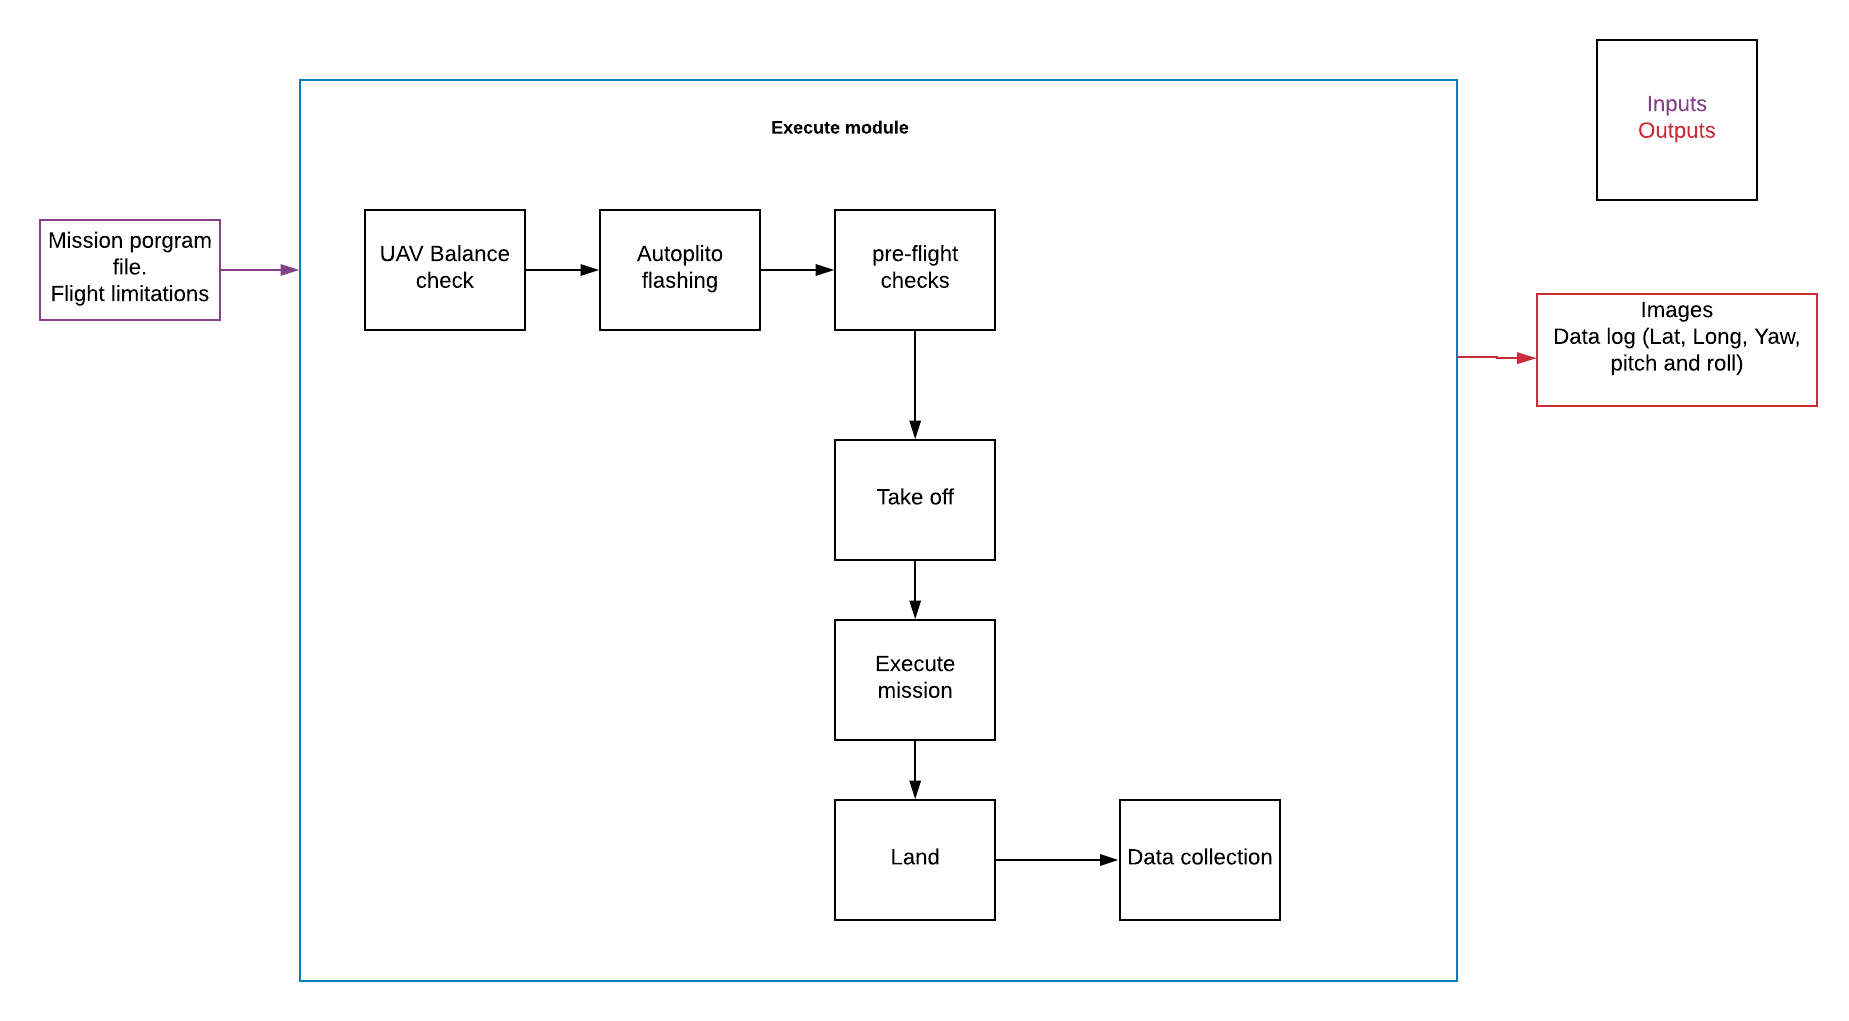 Execute module
Inputs
Outputs
Mission porgram
file.
Flight limitations
UAV Balance
check
Autoplito
flashing
pre-flight
checks
Images
Data log (Lat, Long, Yaw,
pitch and roll)
Take off
Execute
mission
Land
Data collection